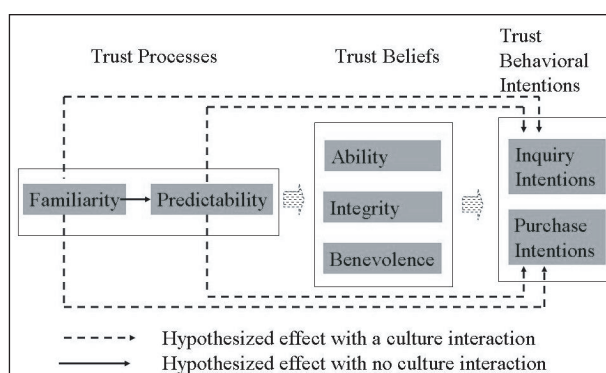 Trust Processes
Trust Beliefs
Trust
Behavioral
Intentions
Familiarity
Predictability
Ability
Integrity
Benevolence
Inquiry
Intentions
Purchase
Intentions
Hypothesized effect with a culture interaction
Hypothesized effect with no culture interaction